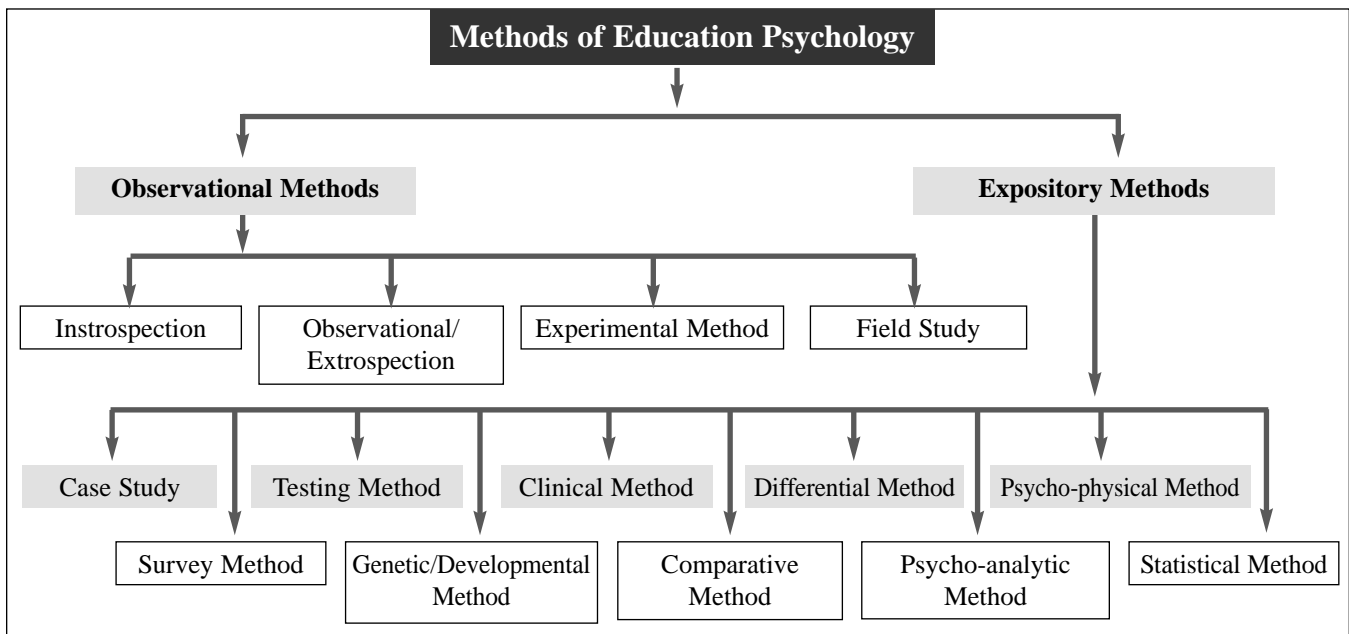 Methods of Education Psychology
Observational Methods
Expository Methods
Instrospection
Observational/
Extrospection
Experimental Method
Field Study
Case Study
Testing Method
Clinical Method
Differential Method
Psycho-physical Method
Survey Method
Genetic/Developmental
Method
Comparative
Method
Psycho-analytic
Method
Statistical Method